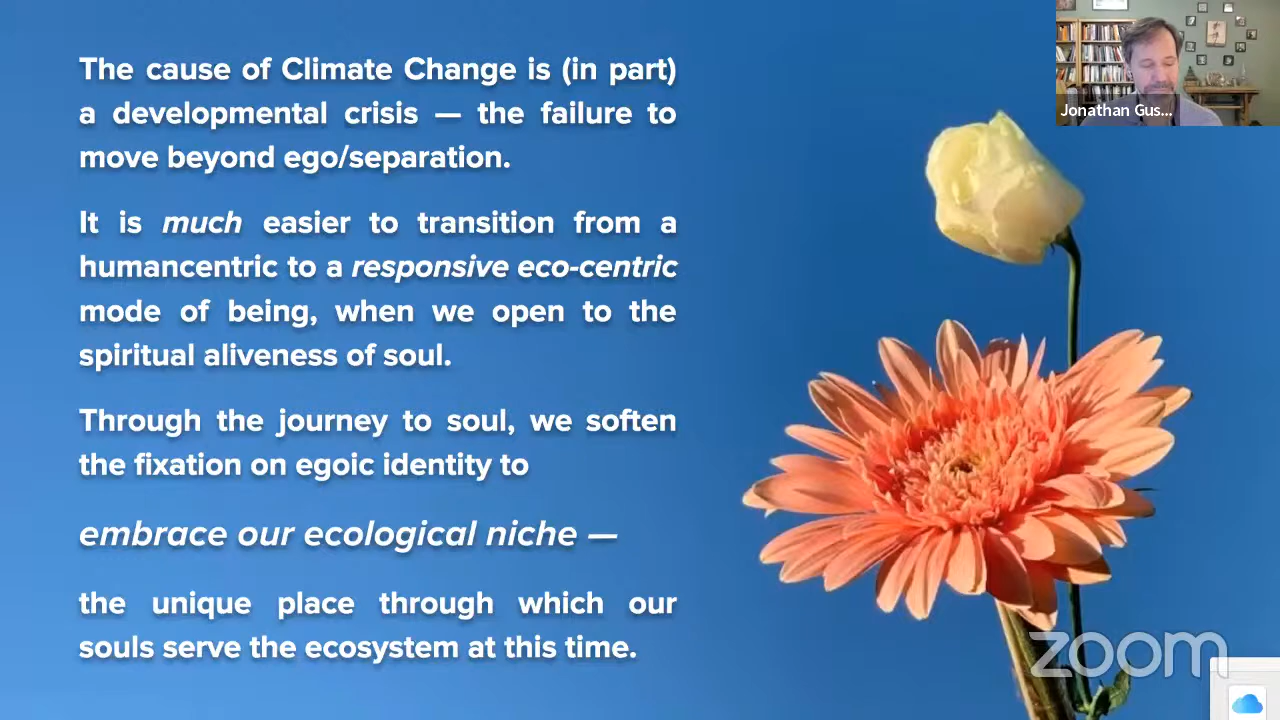 The cause of Climate Change is (in part)
a developmental crisis — the failure to
move beyond ego/separation.
It is much easier to transition from a
humancentric to a responsive eco-centric
mode of being, when we open to the
spiritual aliveness of soul.
Through the journey to soul, we soften
the fixation on egoic identity to
embrace our ecological niche —
the unique place through which our
souls serve the ecosystem at this time.
Jonathan Gus...
zoom